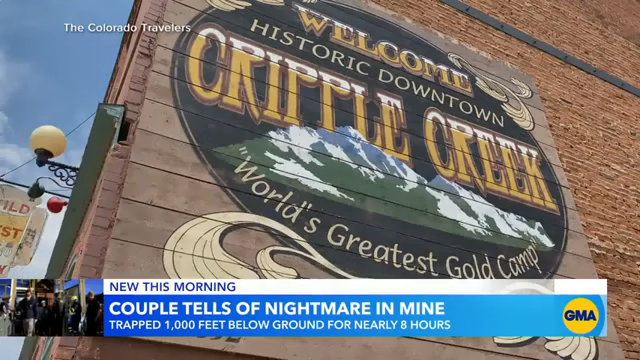 The Colorado Travelers
WELCOME
HISTORIC DOWNTOWN
CRIPPLE CREEK
"World's Greatest Gold Camp"
NEW THIS MORNING
COUPLE TELLS OF NIGHTMARE IN MINE
TRAPPED 1,000 FEET BELOW GROUND FOR NEARLY 8 HOURS
GMA